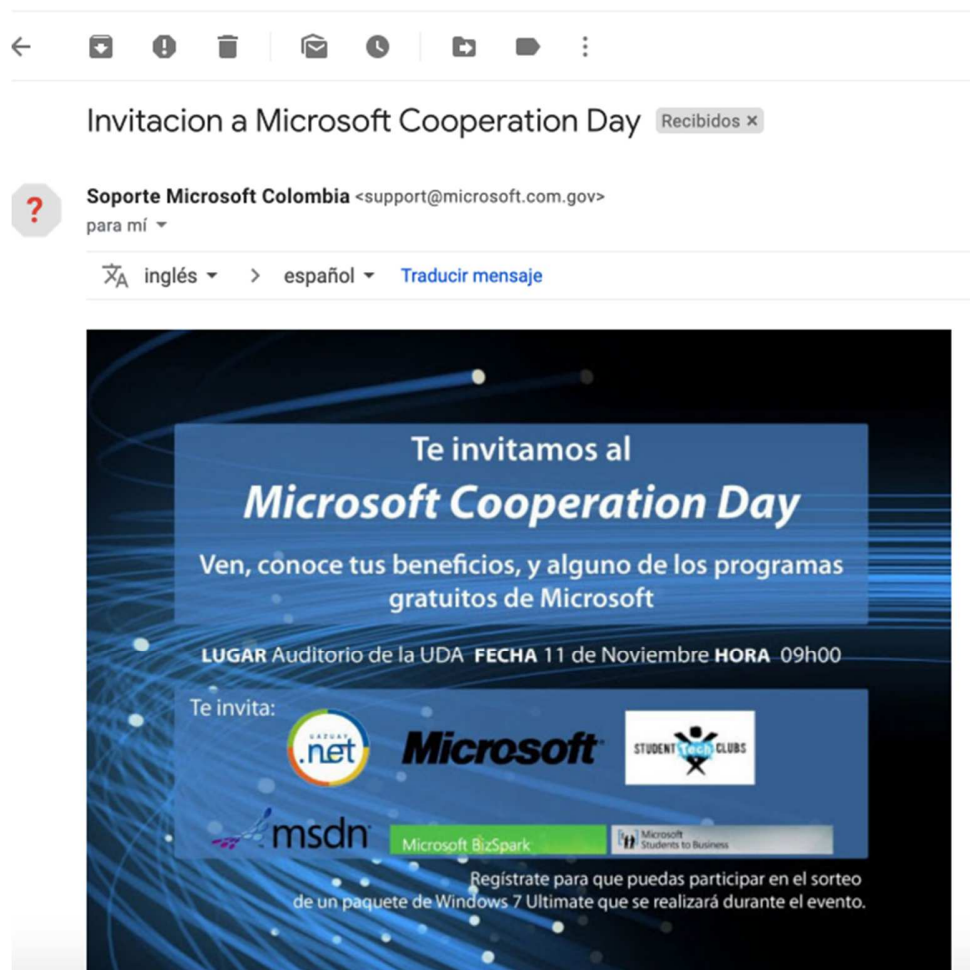 Invitacion a Microsoft Cooperation Day Recibidos ×
?
Soporte Microsoft Colombia <support@microsoft.com.gov>
para mí
inglés > español Traducir mensaje
Te invitamos al
Microsoft Cooperation Day
Ven, conoce tus beneficios, y alguno de los programas
gratuitos de Microsoft
LUGAR Auditorio de la UDA FECHA 11 de Noviembre HORA 09h00
Te invita:
AZUAY
.net
Microsoft
STUDENT Tech CLUBS
msdn
Microsoft BizSpark
Microsoft
Students to Business
Regístrate para que puedas participar en el sorteo
de un paquete de Windows 7 Ultimate que se realizará durante el evento.